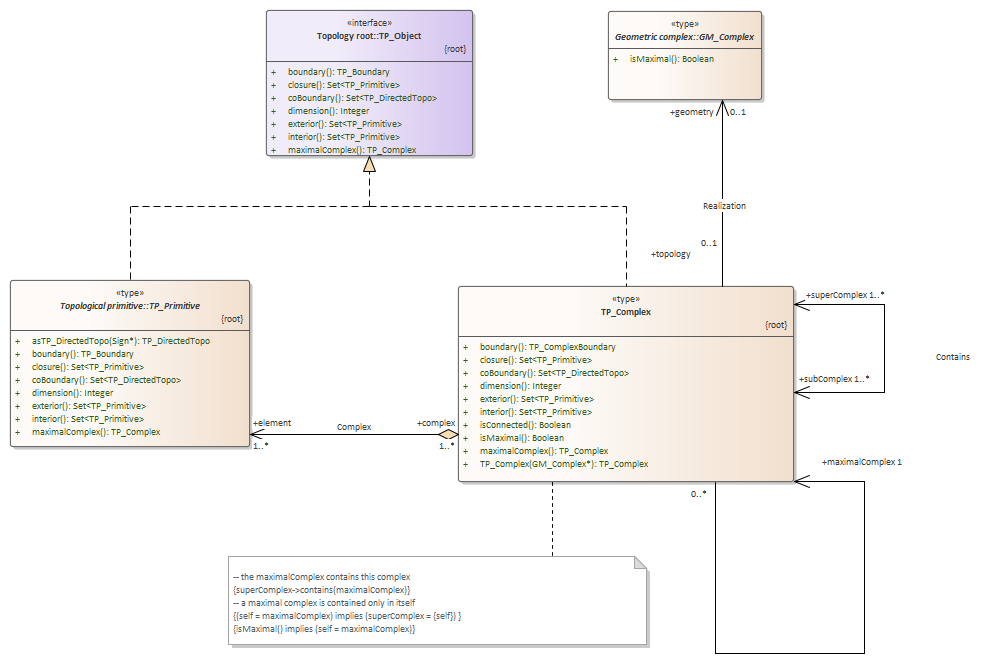 «interface»
Topology root::TP_Object
{root}
+ boundary(): TP_Boundary
+ closure(): Set<TP_Primitive>
+ coBoundary(): Set<TP_DirectedTopo>
+ dimension(): Integer
+ exterior(): Set<TP_Primitive>
+ interior(): Set<TP_Primitive>
+ maximalComplex(): TP_Complex
«type»
Geometric complex::GM_Complex
+ isMaximal(): Boolean
+geometry
0..1
Realization
0..1
+topology
«type»
Topological primitive::TP_Primitive
{root}
+ asTP_DirectedTopo(Sign*): TP_DirectedTopo
+ boundary(): TP_Boundary
+ closure(): Set<TP_Primitive>
+ coBoundary(): Set<TP_DirectedTopo>
+ dimension(): Integer
+ exterior(): Set<TP_Primitive>
+ interior(): Set<TP_Primitive>
+ maximalComplex(): TP_Complex
+element
1..*
Complex
+complex
1..*
«type»
TP_Complex
{root}
+ boundary(): TP_ComplexBoundary
+ closure(): Set<TP_Primitive>
+ coBoundary(): Set<TP_DirectedTopo>
+ dimension(): Integer
+ exterior(): Set<TP_Primitive>
+ interior(): Set<TP_Primitive>
+ isConnected(): Boolean
+ isMaximal(): Boolean
+ maximalComplex(): TP_Complex
+ TP_Complex(GM_Complex*): TP_Complex
+superComplex 1..*
Contains
+subComplex 1..*
+maximalComplex 1
0..*
-- the maximalComplex contains this complex
{superComplex->contains(maximalComplex)}
-- a maximal complex is contained only in itself
{(self = maximalComplex) implies (superComplex = {self}) }
{isMaximal() implies (self = maximalComplex)}